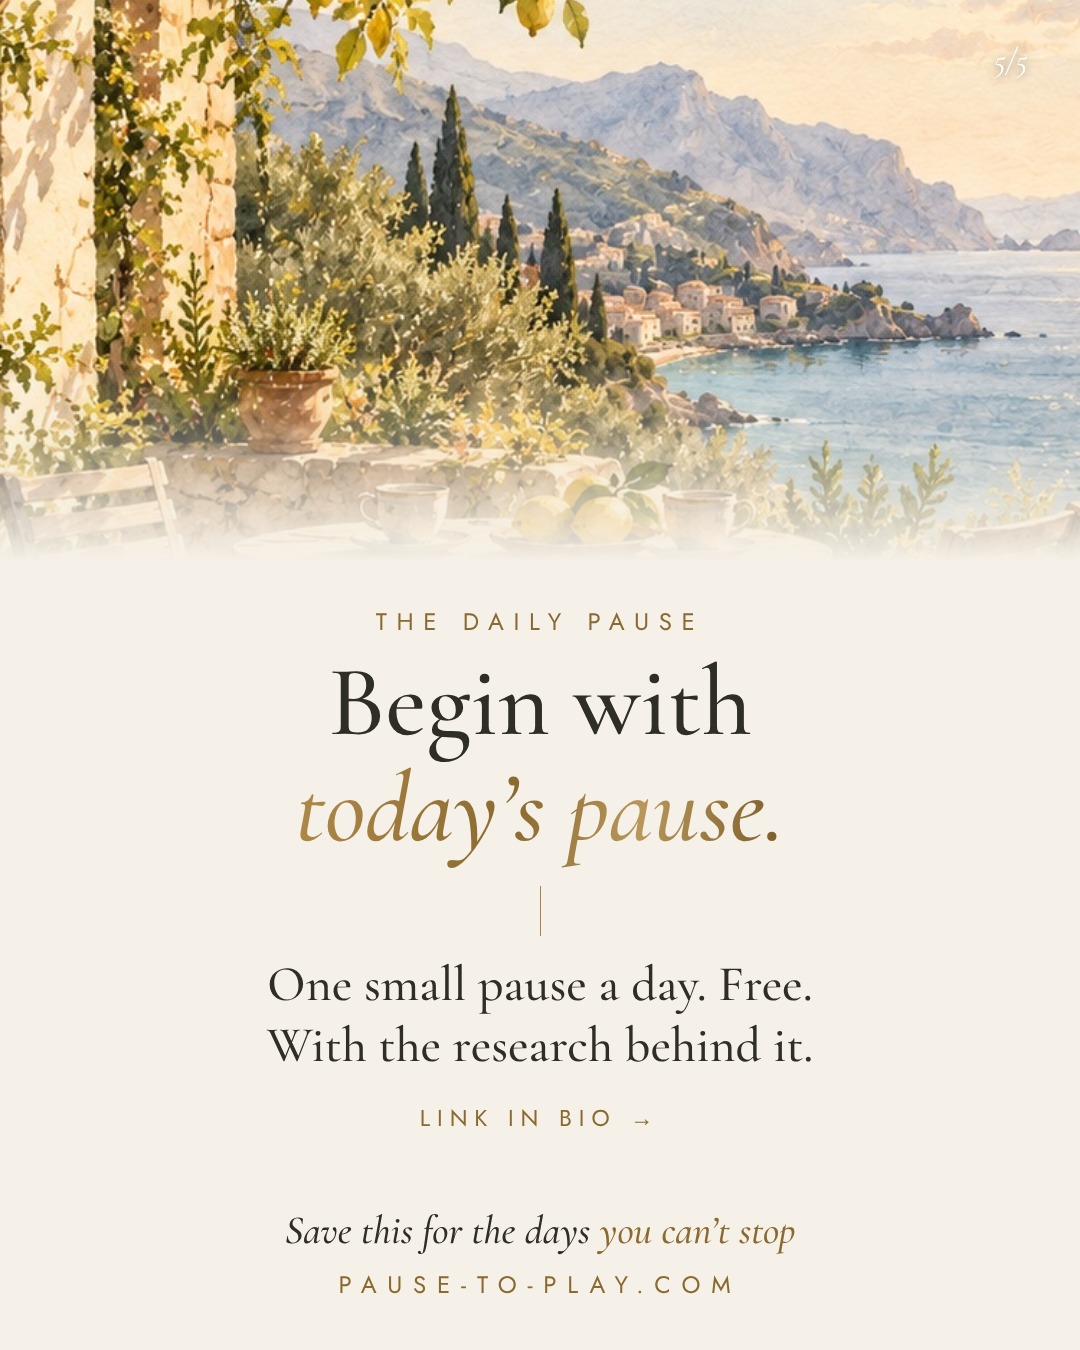 5/5
THE DAILY PAUSE
Begin with
today’s pause.
One small pause a day. Free.
With the research behind it.
LINK IN BIO →
Save this for the days you can’t stop
PAUSE-TO-PLAY.COM